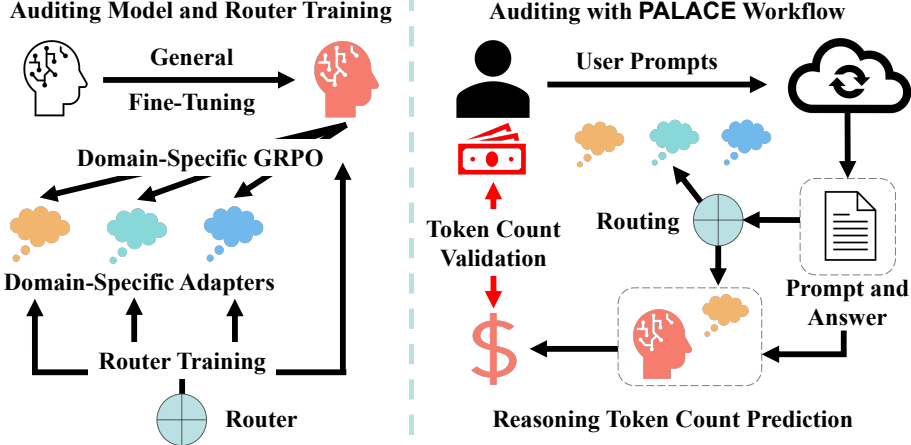 Auditing Model and Router Training
General
Fine-Tuning
Domain-Specific GRPO
Domain-Specific Adapters
Router Training
Router
Auditing with PALACE Workflow
User Prompts
Routing
Token Count
Validation
Prompt and
Answer
Reasoning Token Count Prediction